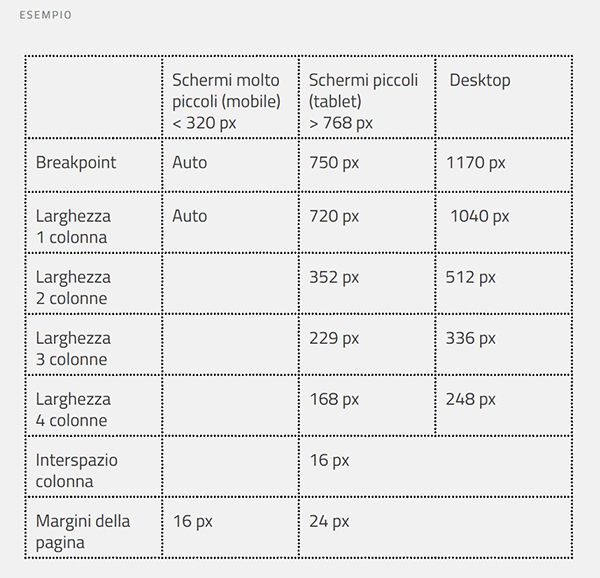 ESEMPIO
Schermi molto
piccoli (mobile)
< 320 px
Schermi piccoli
(tablet)
> 768 px
Desktop
Breakpoint
Auto
750 px
1170 px
Larghezza
1 colonna
Auto
720 px
1040 px
Larghezza
2 colonne
352 px
512 px
Larghezza
3 colonne
229 px
336 px
Larghezza
4 colonne
168 px
248 px
Interspazio
colonna
16 px
Margini della
pagina
16 px
24 px